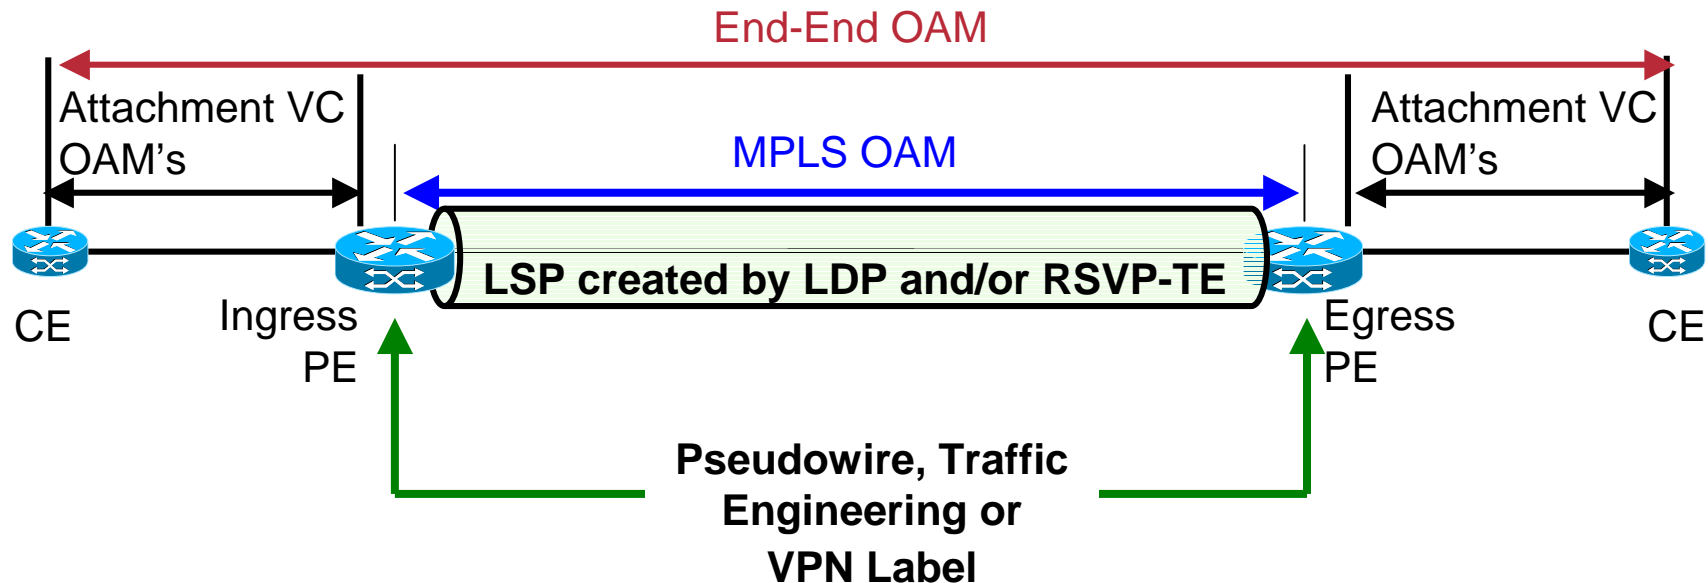 End-End OAM
Attachment VC
OAM's
MPLS OAM
Attachment VC
OAM's
LSP created by LDP and/or RSVP-TE
CE
Ingress
PE
Egress
PE
CE
Pseudowire, Traffic
Engineering or
VPN Label